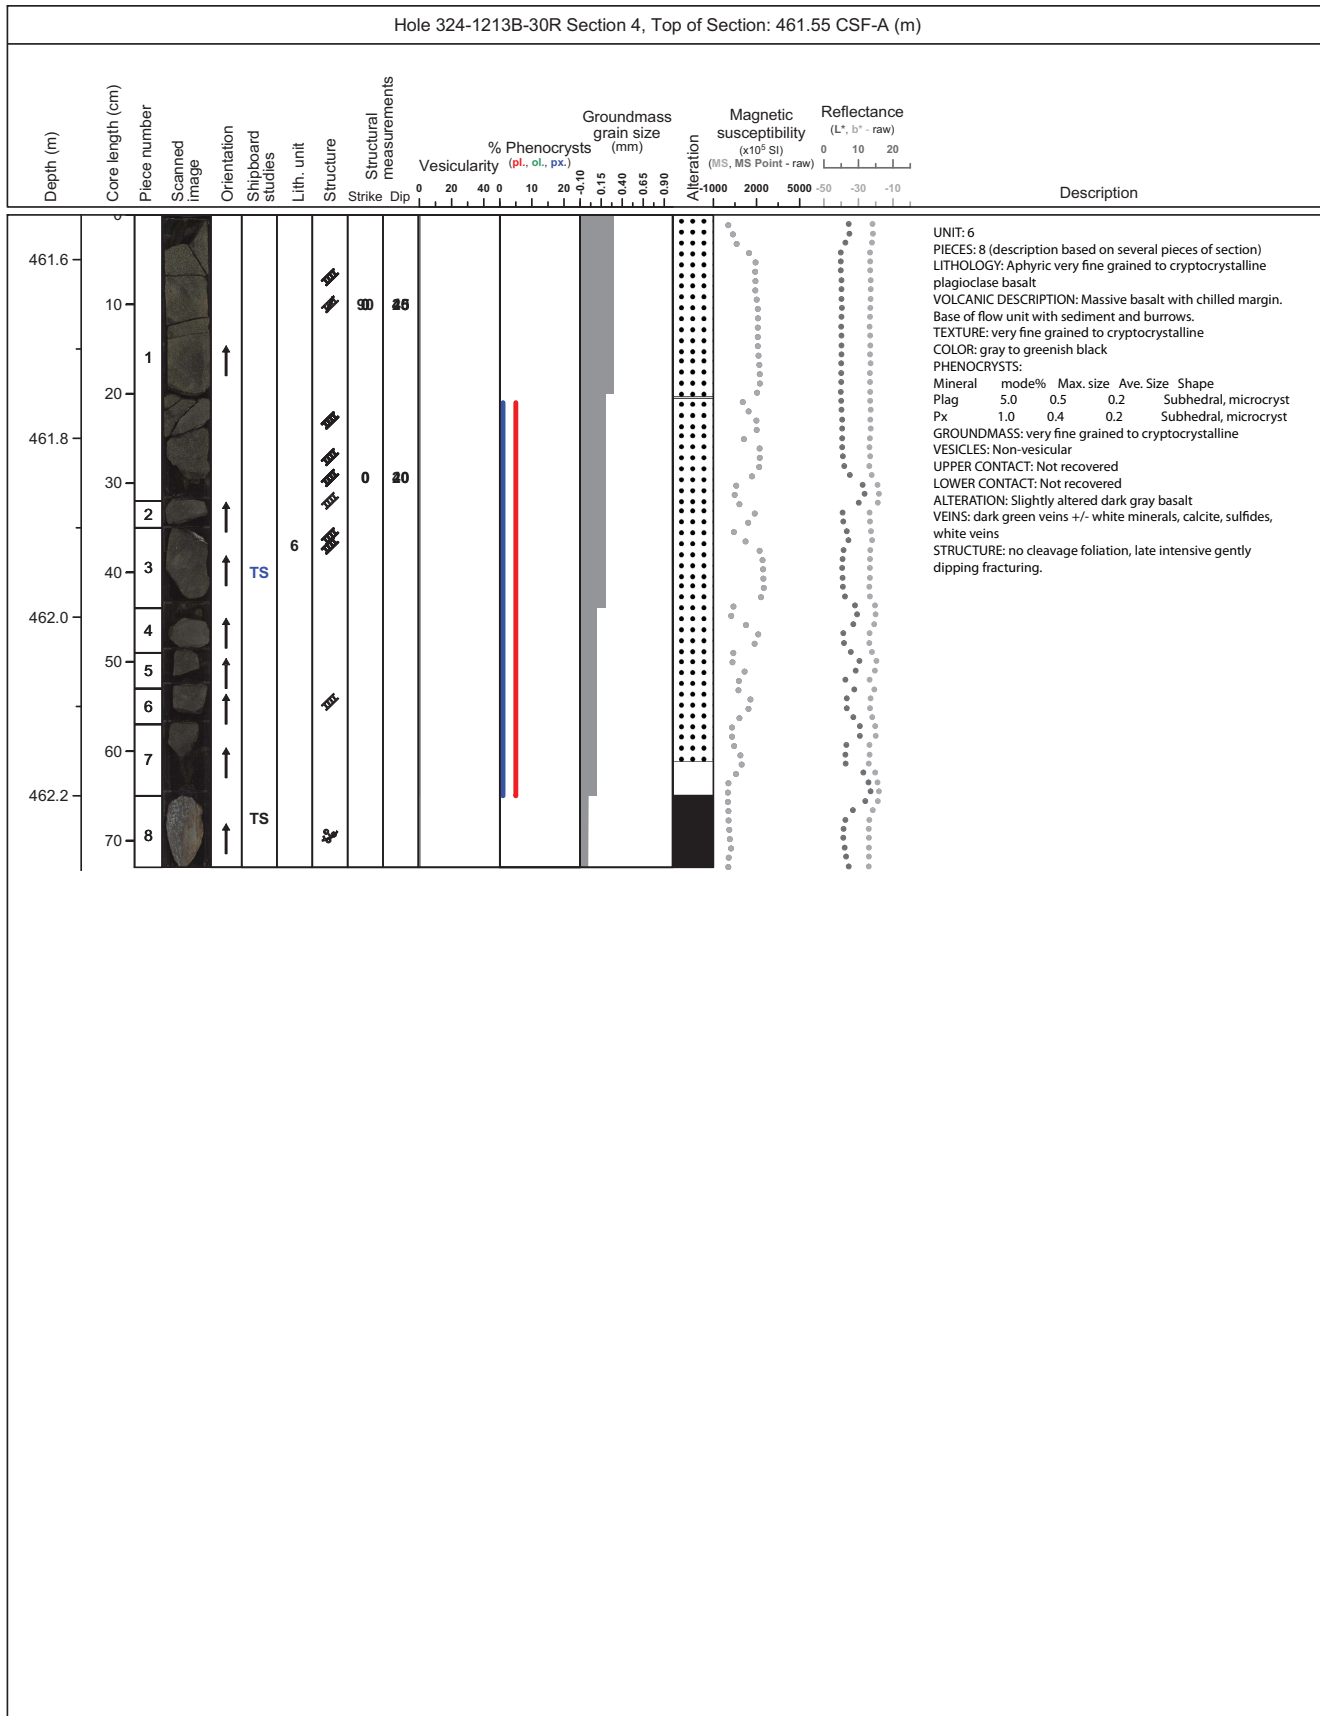 Hole 324-1213B-30R Section 4, Top of Section: 461.55 CSF-A (m)
Depth (m)
Core length (cm)
Piece number
Scanned image
Orientation
Shipboard studies
Lith. unit
Structure
Structural measurements
Strike Dip
Vesicularity
0 20 40
% Phenocrysts
(pl., ol., px.)
0 10 20
Groundmass
grain size
(mm)
-0.10 0.15 0.40 0.65 0.90
Alteration
Magnetic
susceptibility
(x10⁵ SI)
(MS, MS Point - raw)
-1000 2000 5000
Reflectance
(L*, b* - raw)
0 10 20
-50 -30 -10
Description
0
461.6
10
1
20
461.8
30
0 
2
6
3
40
TS
462.0
4
50
5
6
60
7
462.2
TS
70
8
UNIT: 6
PIECES: 8 (description based on several pieces of section)
LITHOLOGY: Aphyric very fine grained to cryptocrystalline
plagioclase basalt
VOLCANIC DESCRIPTION: Massive basalt with chilled margin.
Base of flow unit with sediment and burrows.
TEXTURE: very fine grained to cryptocrystalline
COLOR: gray to greenish black
PHENOCRYSTS:
Mineral mode% Max. size Ave. Size Shape
Plag 5.0 0.5 0.2 Subhedral, microcryst
Px 1.0 0.4 0.2 Subhedral, microcryst
GROUNDMASS: very fine grained to cryptocrystalline
VESICLES: Non-vesicular
UPPER CONTACT: Not recovered
LOWER CONTACT: Not recovered
ALTERATION: Slightly altered dark gray basalt
VEINS: dark green veins +/- white minerals, calcite, sulfides,
white veins
STRUCTURE: no cleavage foliation, late intensive gently
dipping fracturing.